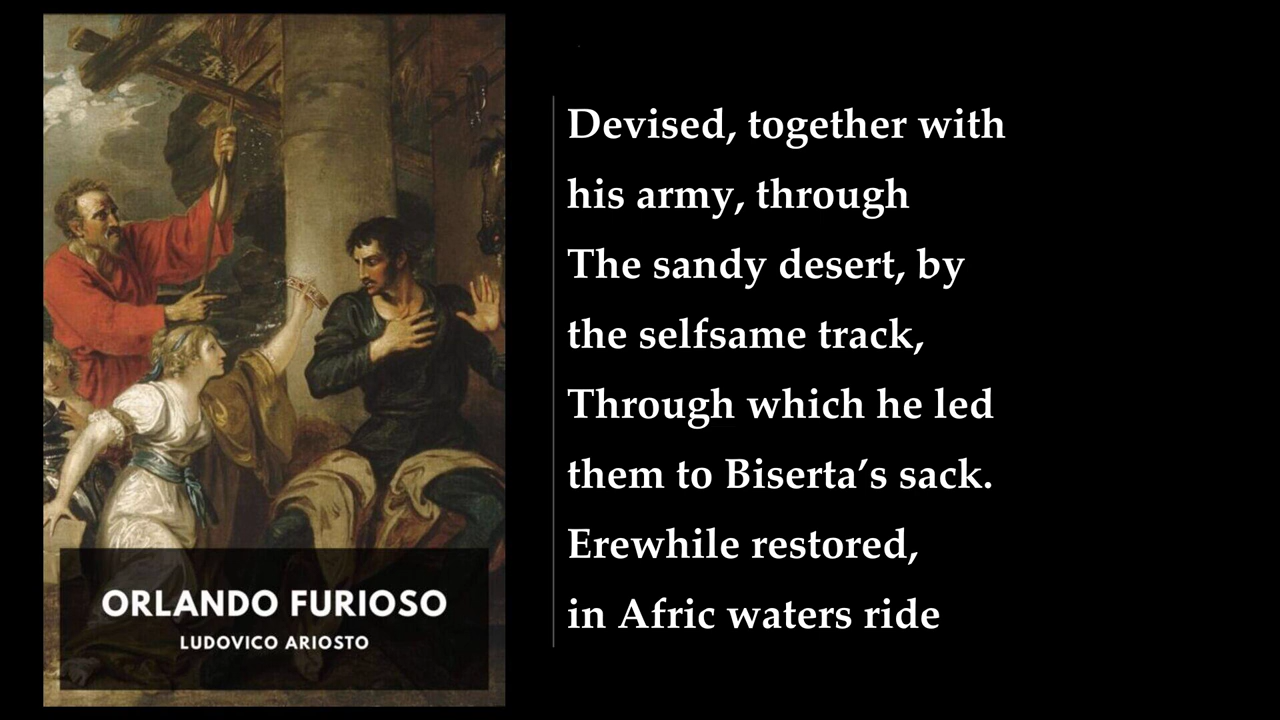 ORLANDO FURIOSO
LUDOVICO ARIOSTO
Devised, together with
his army, through
The sandy desert, by
the selfsame track,
Through which he led
them to Biserta’s sack.
Erewhile restored,
in Afric waters ride